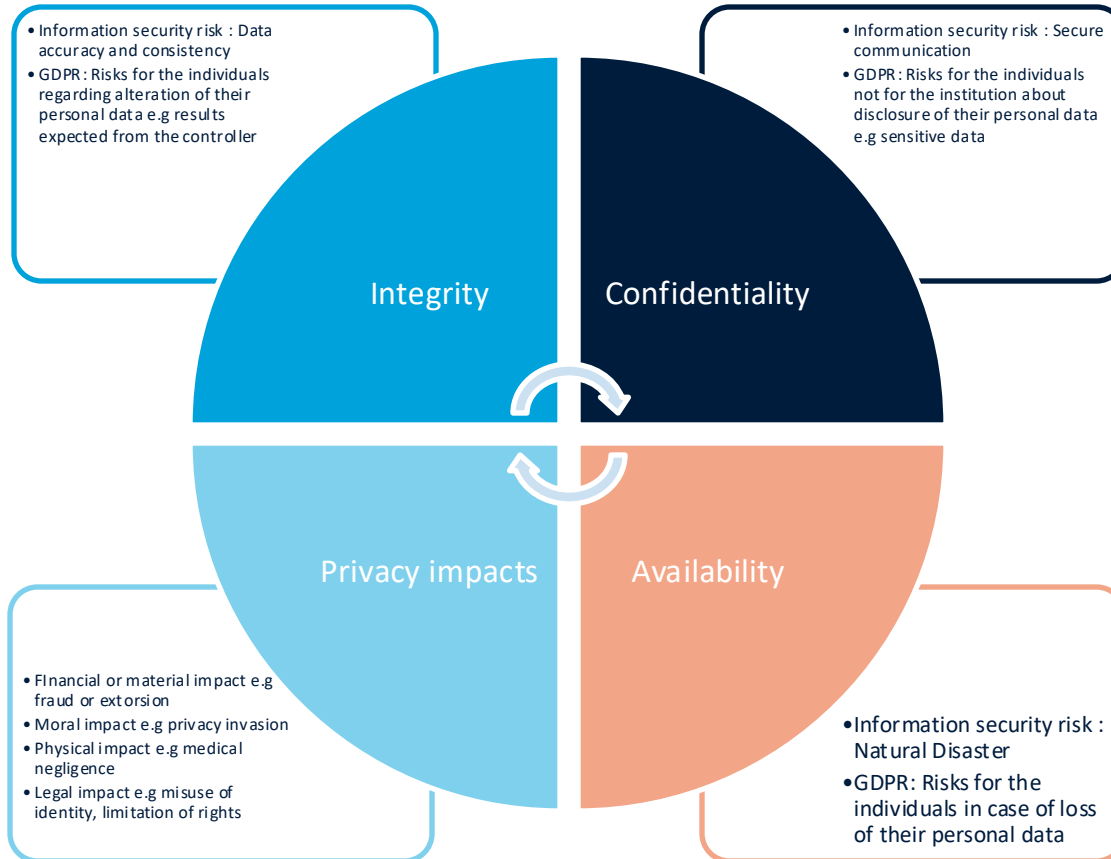 • Information security risk : Data
accuracy and consistency
• GDPR: Risks for the individuals
regarding alteration of their
personal data e.g results
expected from the controller
• Information security risk : Secure
communication
• GDPR: Risks for the individuals
not for the institution about
disclosure of their personal data
e.g sensitive data
Integrity
Confidentiality
Privacy impacts
Availability
• FInancial or material impact e.g
fraud or extorsion
• Moral impact e.g privacy invasion
• Physical impact e.g medical
negligence
• Legal impact e.g misuse of
identity, limitation of rights
•Information security risk :
Natural Disaster
•GDPR: Risks for the
individuals in case of loss
of their personal data